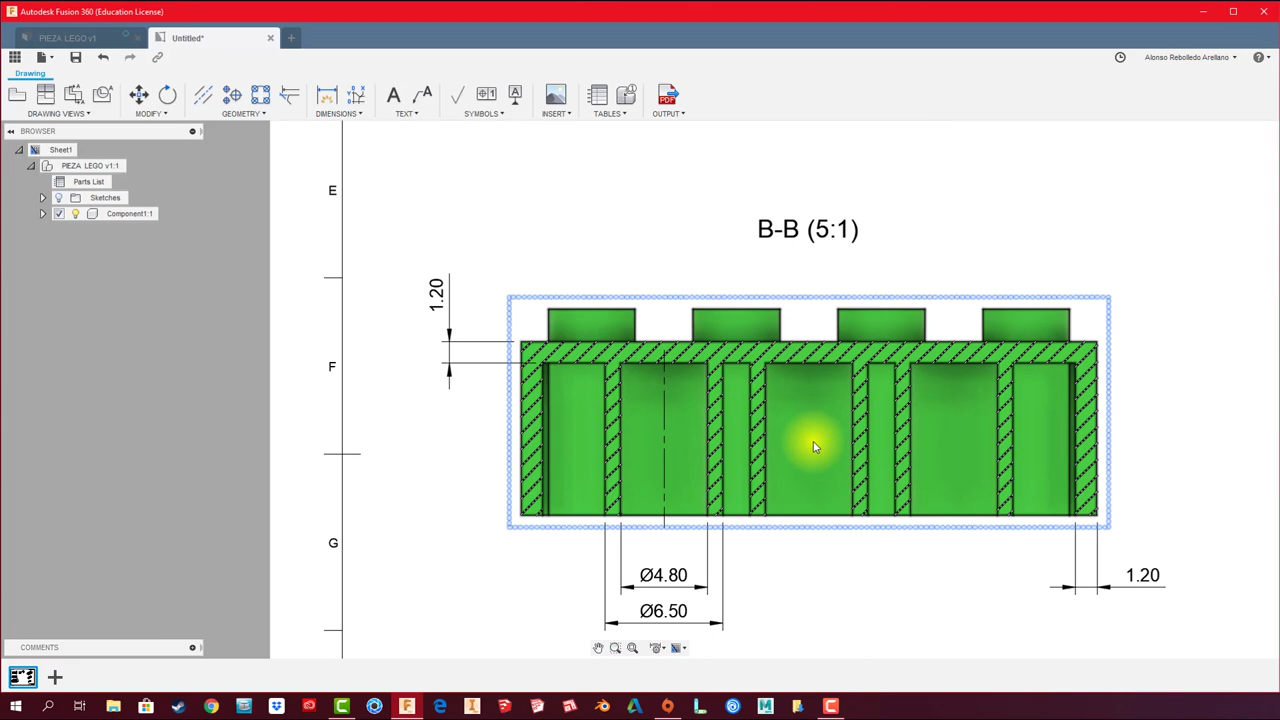 Autodesk Fusion 360 (Education License)
PIEZA LEGO v1
Untitled*
Alonso Rebolledo Arellano
Drawing
DRAWING VIEWS
MODIFY
GEOMETRY
DIMENSIONS
TEXT
SYMBOLS
INSERT
TABLES
OUTPUT
PDF
BROWSER
Sheet1
PIEZA LEGO v1:1
Parts List
Sketches
Component1:1
E
F
G
B-B (5:1)
1.20
Ø4.80
Ø6.50
1.20
COMMENTS